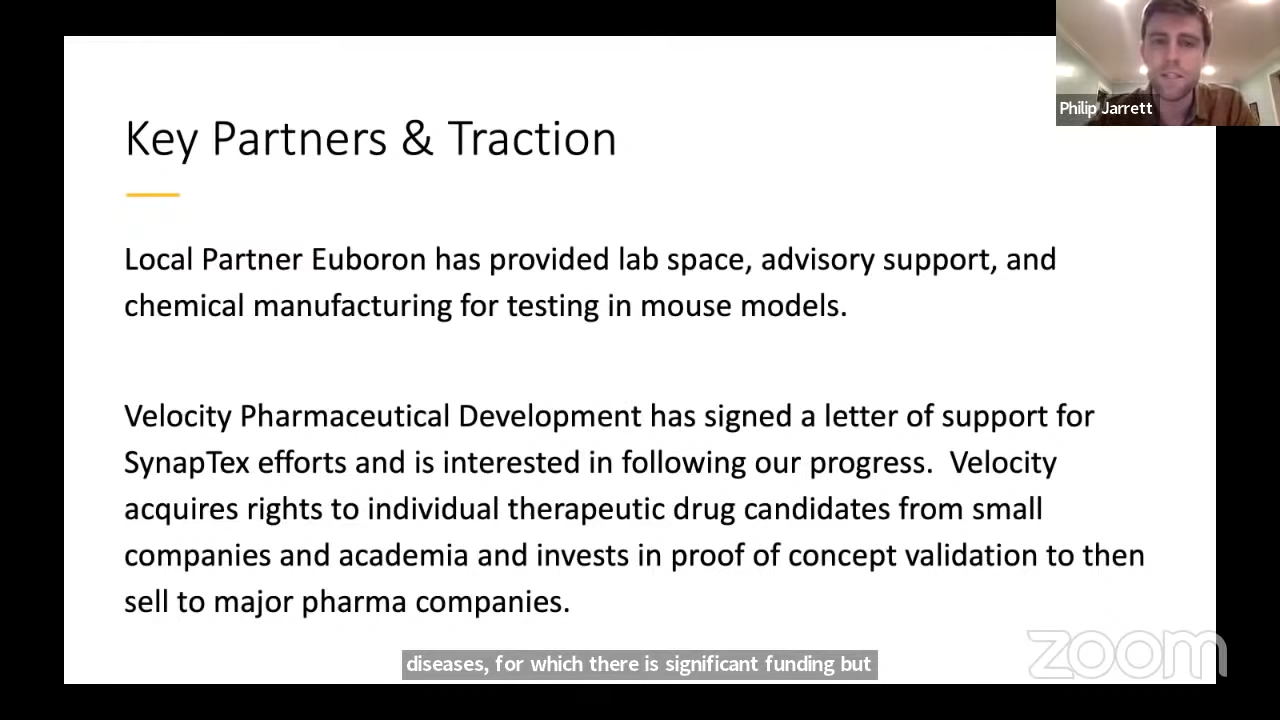 Philip Jarrett
Key Partners & Traction
Local Partner Euboron has provided lab space, advisory support, and
chemical manufacturing for testing in mouse models.
Velocity Pharmaceutical Development has signed a letter of support for
SynapTex efforts and is interested in following our progress.  Velocity
acquires rights to individual therapeutic drug candidates from small
companies and academia and invests in proof of concept validation to then
sell to major pharma companies.
diseases, for which there is significant funding but
zoom